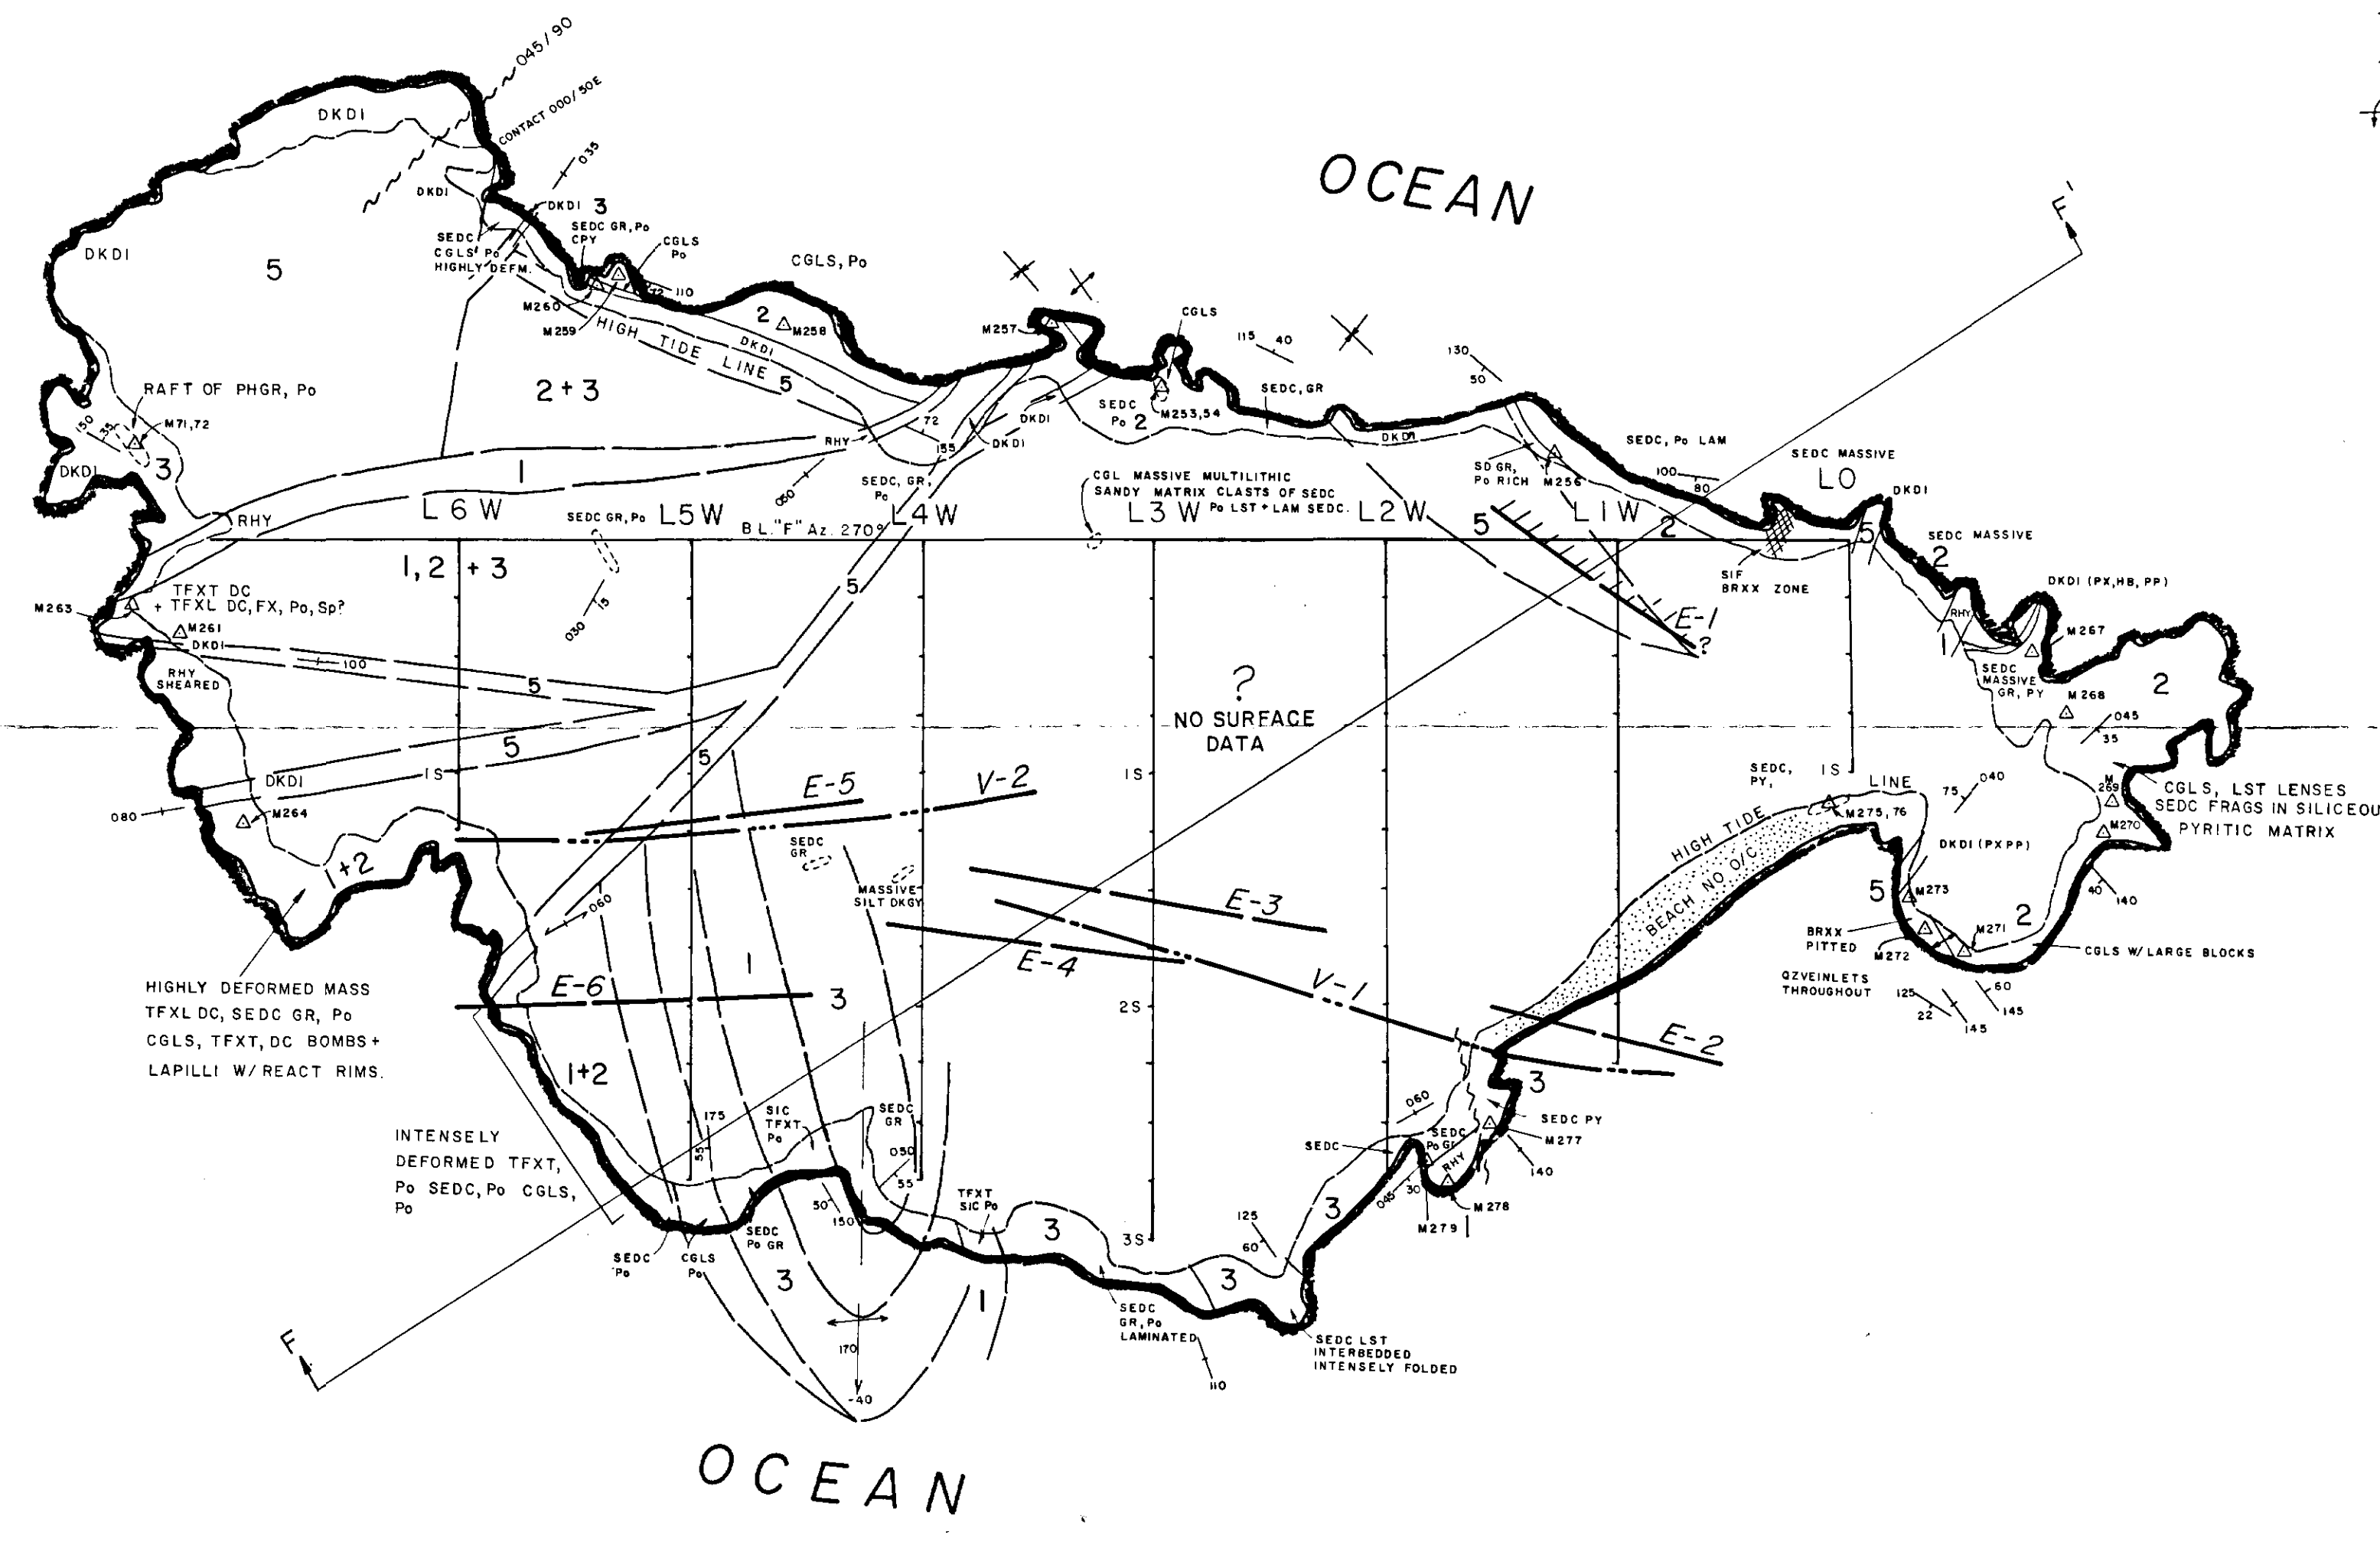 045/90
DKDI
CONTACT 000/50E
035
OCEAN
F'
DKDI
DKDI 3
SEDC GR, Po
CPY
CGLS
Po
SEDC
CGLS Po
HIGHLY DEFM.
DKDI
5
CGLS, Po
72
110
M260
M259
2
M258
HIGH TIDE LINE
DKDI
5
M257
CGLS
115
40
130
50
RAFT OF PHGR, Po
2+3
M71,72
150
35
DKDI
3
SEDC
Po 2
M253,54
SEDC, GR
DKDI
DKDI
DKDI
72
155
RHY
SEDC, Po LAM
SEDC MASSIVE
L0
SD GR,
Po RICH
M256
100
80
DKDI
1
RHY
050
SEDC, GR,
Po
CGL MASSIVE MULTILITHIC
SANDY MATRIX CLASTS OF SEDC
Po LST + LAM SEDC.
L6W
SEDC GR, Po
L5W
B.L. "F" Az. 270°
L4W
L3W
L2W
5
L1W
2
5
SEDC MASSIVE
2
1,2 + 3
TFXT DC
+ TFXL DC, FX, Po, Sp?
M263
M261
DKDI
RHY
SHEARED
100
030
15
5
5
SIF
BRXX ZONE
E-1
?
DKDI (PX, HB, PP)
RHY
1
M267
SEDC
MASSIVE
GR, PY
M268
2
045
35
?
NO SURFACE
DATA
5
5
DKDI
1S
080
M264
E-5
V-2
1S
SEDC,
PY,
1S
LINE
M275,76
75
040
M
269
CGLS, LST LENSES
SEDC FRAGS IN SILICEOU
PYRITIC MATRIX
M270
HIGH TIDE
BEACH NO O/C
DKDI (PXPP)
+2
SEDC
GR
MASSIVE
SILT DKGY
060
E-3
E-4
5
M273
40
140
2
BRXX
PITTED
M272
M271
CGLS W/LARGE BLOCKS
QZVEINLETS
THROUGHOUT
125
22
145
60
145
HIGHLY DEFORMED MASS
TFXL DC, SEDC GR, Po
CGLS, TFXT, DC BOMBS +
LAPILLI W/ REACT RIMS.
E-6
1
3
V-1
2S
E-2
1+2
3
INTENSELY
DEFORMED TFXT,
Po SEDC, Po CGLS,
Po
175
55
SIC
TFXT
Po
SEDC
GR
050
55
060
SEDC
SEDC
Po GR
RHY
SEDC PY
M277
140
045
30
M278
M279
1
50
150
TFXT
SIC Po
3
3S
125
60
3
3
SEDC
Po
CGLS
Po
SEDC
Po GR
3
1
SEDC
GR, Po
LAMINATED
110
SEDC LST
INTERBEDDED
INTENSELY FOLDED
F
170
-40
OCEAN